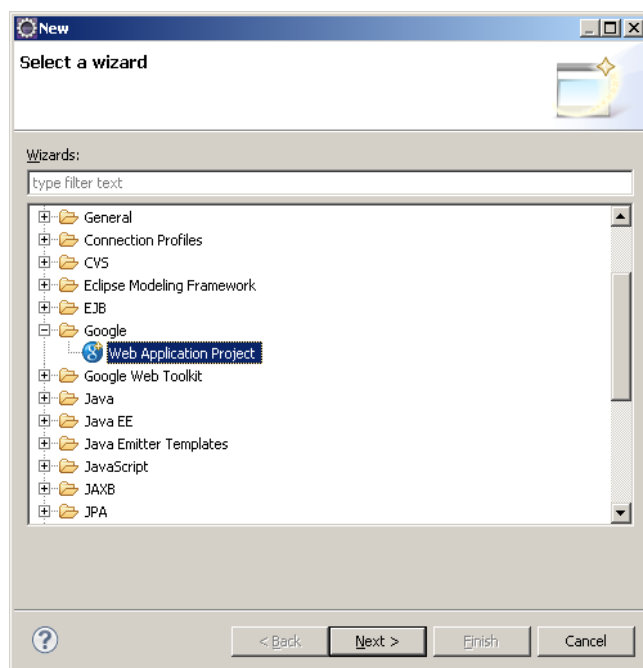 New
Select a wizard
Wizards:
type filter text
General
Connection Profiles
CVS
Eclipse Modeling Framework
EJB
Google
Web Application Project
Google Web Toolkit
Java
Java EE
Java Emitter Templates
JavaScript
JAXB
JPA
< Back Next > Finish Cancel